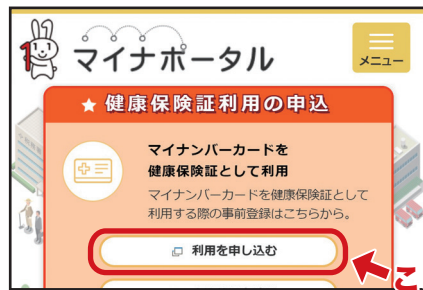 マイナポータル
メニュー
★ 健康保険証利用の申込
マイナンバーカードを
健康保険証として利用
マイナンバーカードを健康保険証として
利用する際の事前登録はこちらから。
利用を申し込む
こ